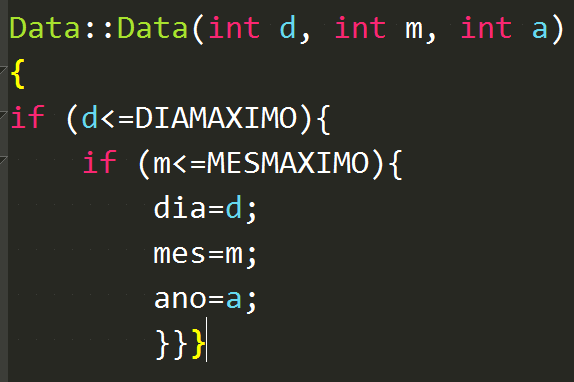 Data::Data(int d, int m, int a)
{
if (d<=DIAMAXIMO){
    if (m<=MESMAXIMO){
        dia=d;
        mes=m;
        ano=a;
        }}}